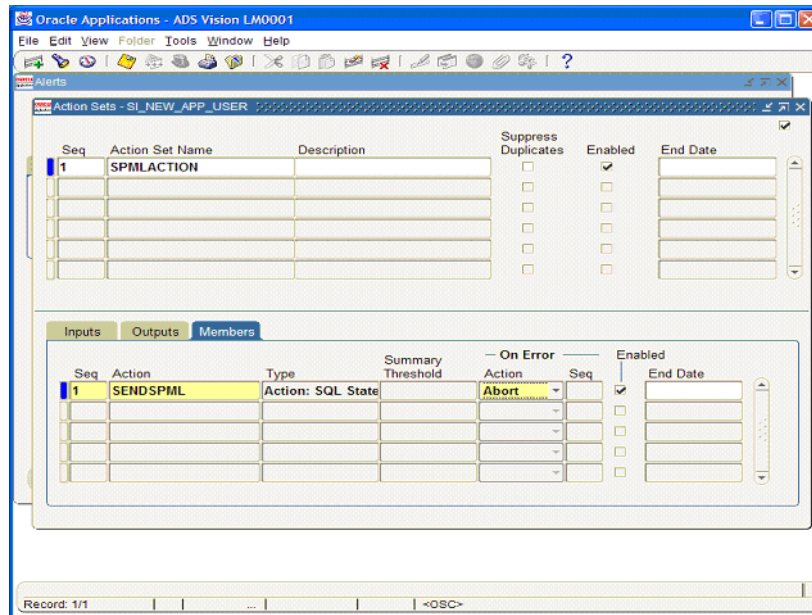 Oracle Applications - ADS Vision LM0001
File Edit View Folder Tools Window Help
?
Alerts
Action Sets - SI_NEW_APP_USER
Seq Action Set Name Description Suppress Duplicates Enabled End Date
1 SPMLACTION
Inputs Outputs Members
Seq Action Type Summary Threshold On Error Action Seq Enabled End Date
1 SENDSPML Action: SQL State Abort
Record: 1/1 ... <OSC>